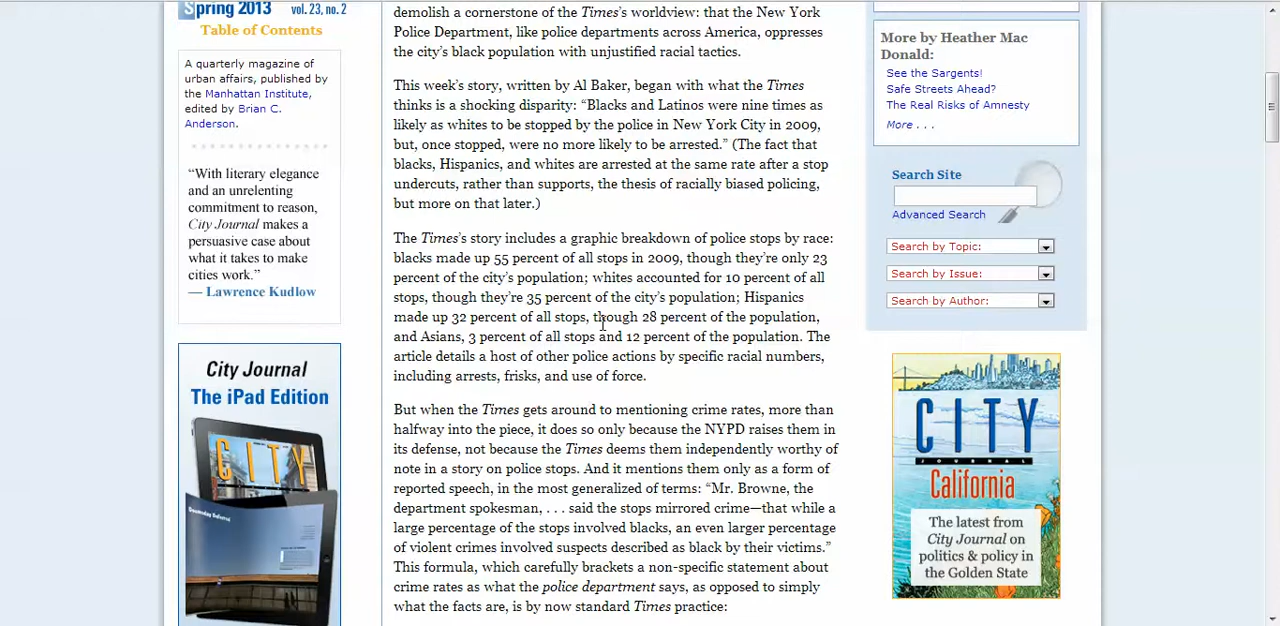 Spring 2013
vol. 23, no. 2
Table of Contents
A quarterly magazine of
urban affairs, published by
the Manhattan Institute,
edited by Brian C.
Anderson.
“With literary elegance
and an unrelenting
commitment to reason,
City Journal makes a
persuasive case about
what it takes to make
cities work.”
— Lawrence Kudlow
City Journal
The iPad Edition
CITY
demolish a cornerstone of the Times’s worldview: that the New York
Police Department, like police departments across America, oppresses
the city’s black population with unjustified racial tactics.
This week’s story, written by Al Baker, began with what the Times
thinks is a shocking disparity: “Blacks and Latinos were nine times as
likely as whites to be stopped by the police in New York City in 2009,
but, once stopped, were no more likely to be arrested.” (The fact that
blacks, Hispanics, and whites are arrested at the same rate after a stop
undercuts, rather than supports, the thesis of racially biased policing,
but more on that later.)
The Times’s story includes a graphic breakdown of police stops by race:
blacks made up 55 percent of all stops in 2009, though they’re only 23
percent of the city’s population; whites accounted for 10 percent of all
stops, though they’re 35 percent of the city’s population; Hispanics
made up 32 percent of all stops, though 28 percent of the population,
and Asians, 3 percent of all stops and 12 percent of the population. The
article details a host of other police actions by specific racial numbers,
including arrests, frisks, and use of force.
But when the Times gets around to mentioning crime rates, more than
halfway into the piece, it does so only because the NYPD raises them in
its defense, not because the Times deems them independently worthy of
note in a story on police stops. And it mentions them only as a form of
reported speech, in the most generalized of terms: “Mr. Browne, the
department spokesman, . . . said the stops mirrored crime—that while a
large percentage of the stops involved blacks, an even larger percentage
of violent crimes involved suspects described as black by their victims.”
This formula, which carefully brackets a non-specific statement about
crime rates as what the police department says, as opposed to simply
what the facts are, is by now standard Times practice:
More by Heather Mac
Donald:
See the Sargents!
Safe Streets Ahead?
The Real Risks of Amnesty
More . . .
Search Site
Advanced Search
Search by Topic:
Search by Issue:
Search by Author:
CITY
JOURNAL
California
The latest from
City Journal on
politics & policy in
the Golden State